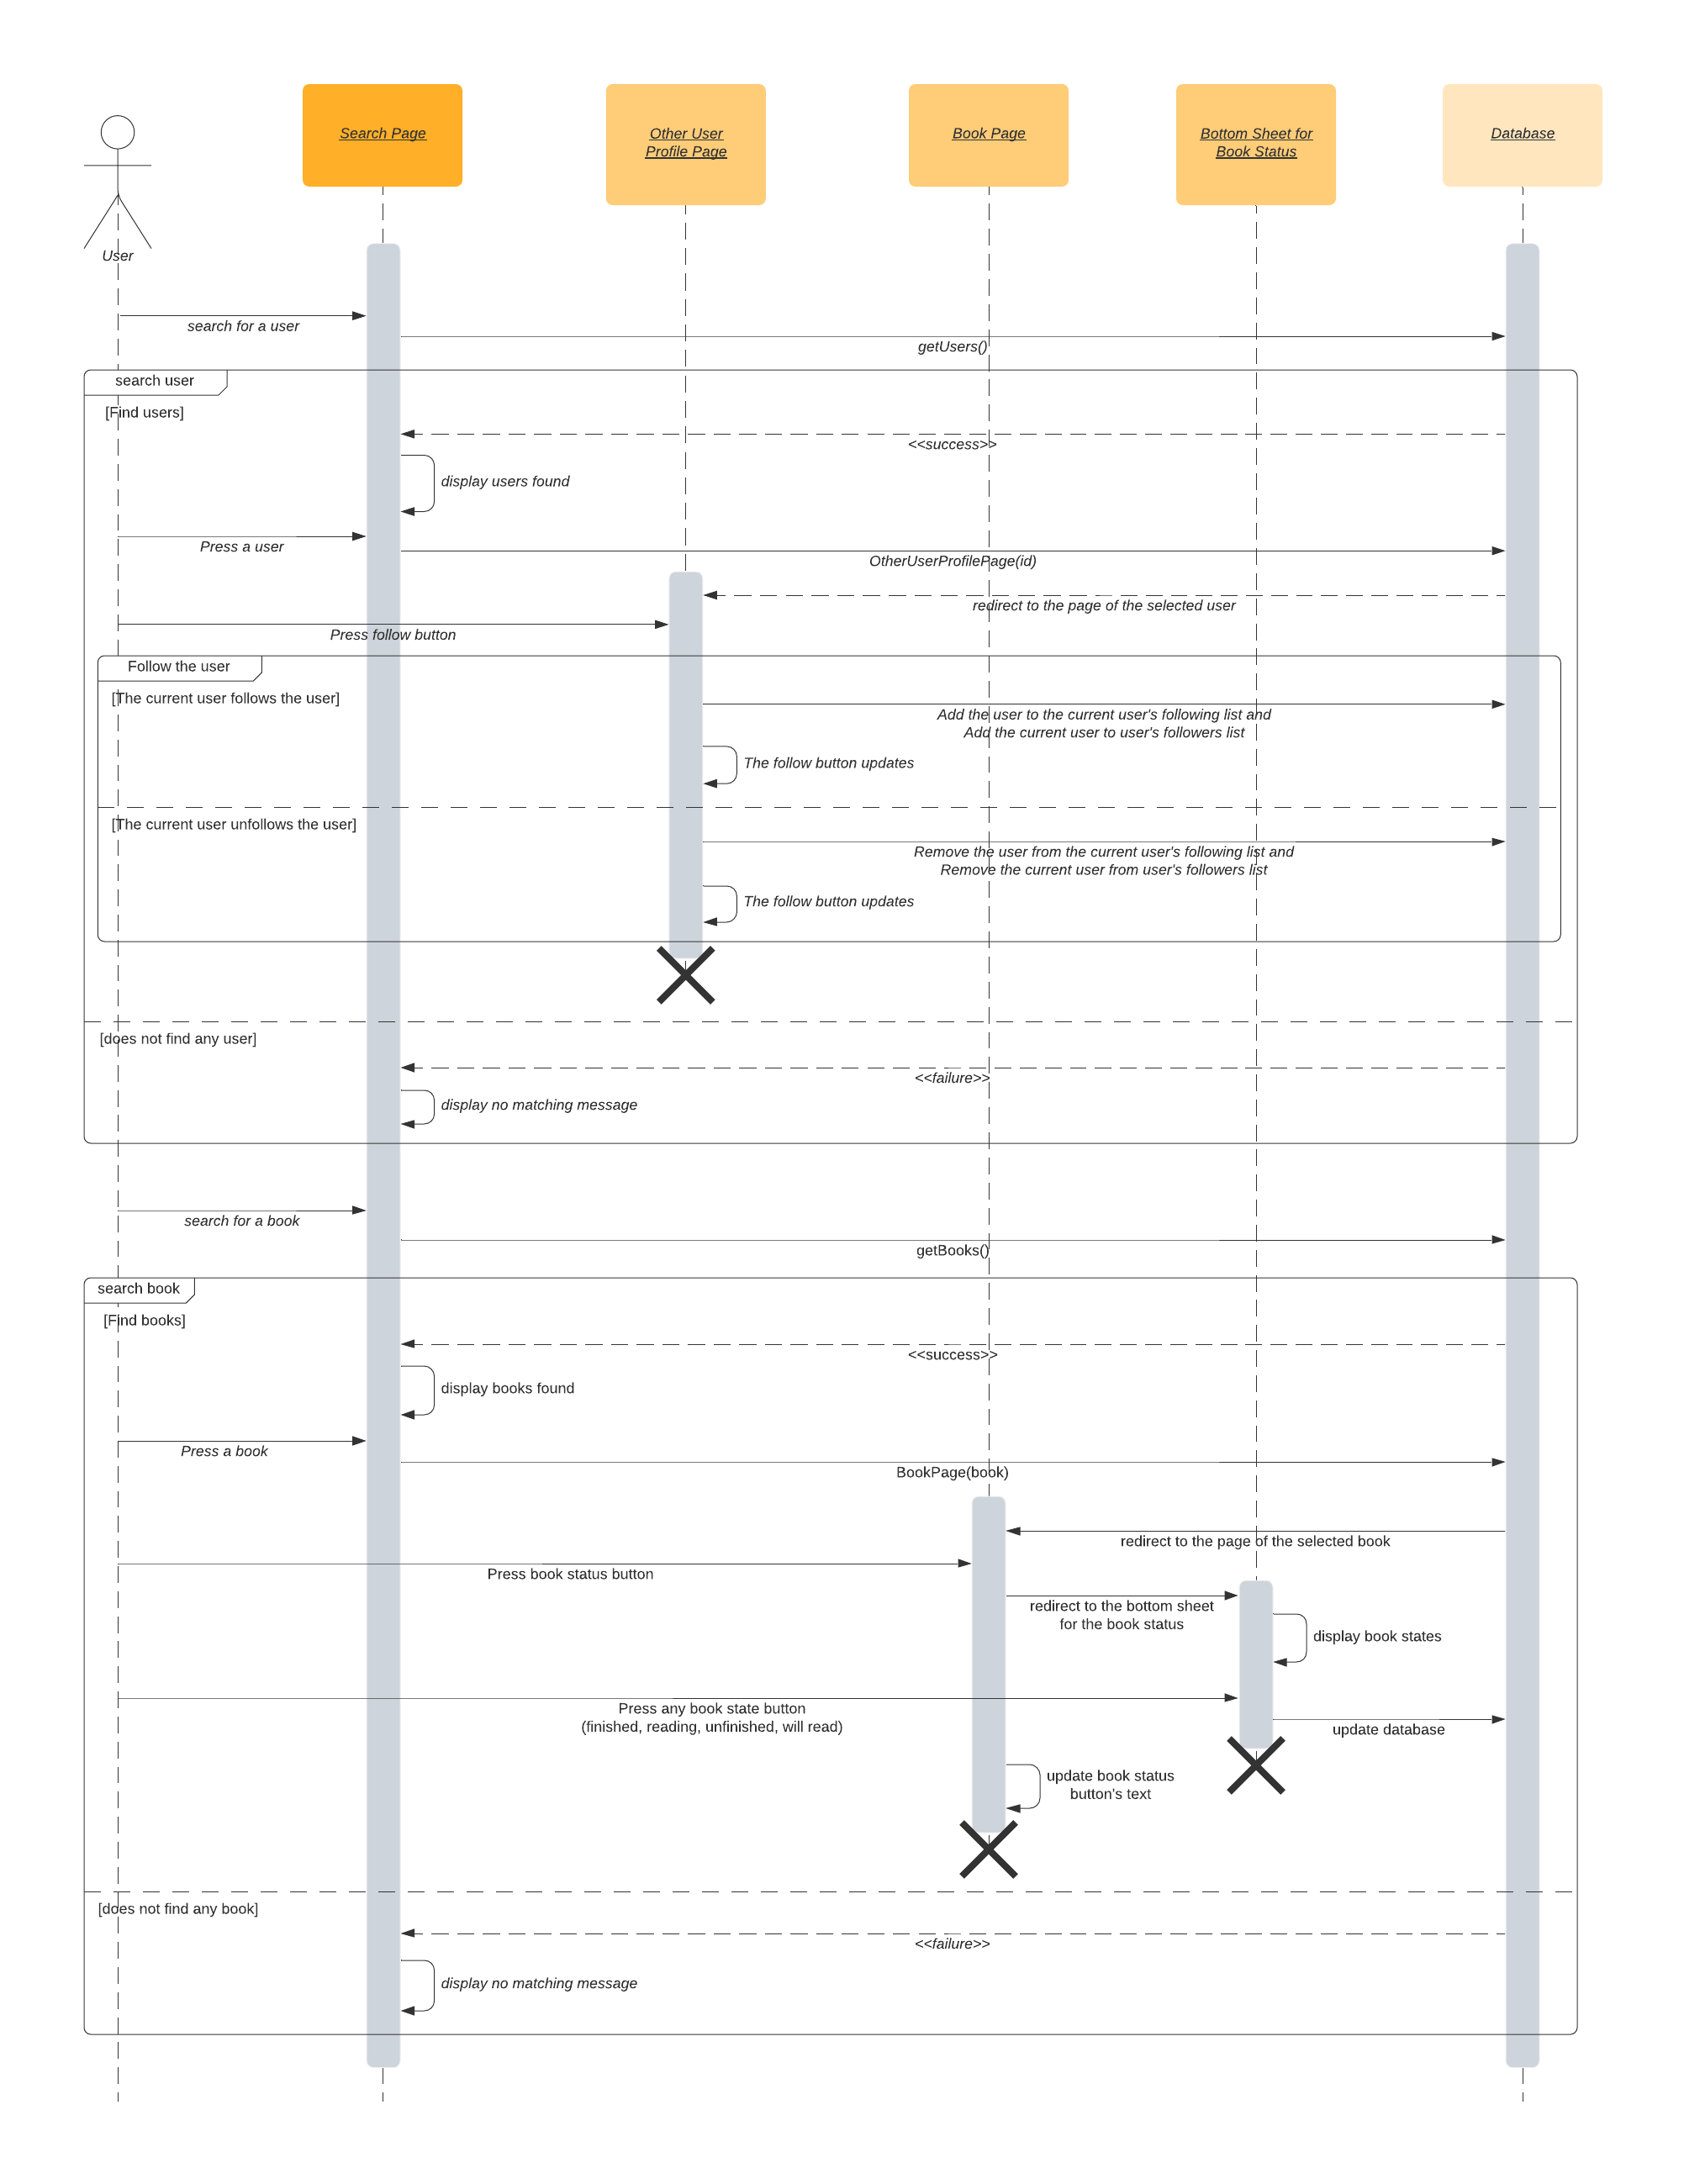 Search Page
Other User
Profile Page
Book Page
Bottom Sheet for
Book Status
Database
User
search for a user
getUsers()
search user
[Find users]
<<success>>
display users found
Press a user
OtherUserProfilePage(id)
redirect to the page of the selected user
Press follow button
Follow the user
[The current user follows the user]
Add the user to the current user's following list and
Add the current user to user's followers list
The follow button updates
[The current user unfollows the user]
Remove the user from the current user's following list and
Remove the current user from user's followers list
The follow button updates
[does not find any user]
<<failure>>
display no matching message
search for a book
getBooks()
search book
[Find books]
<<success>>
display books found
Press a book
BookPage(book)
redirect to the page of the selected book
Press book status button
redirect to the bottom sheet
for the book status
display book states
Press any book state button
(finished, reading, unfinished, will read)
update database
update book status
button's text
[does not find any book]
<<failure>>
display no matching message